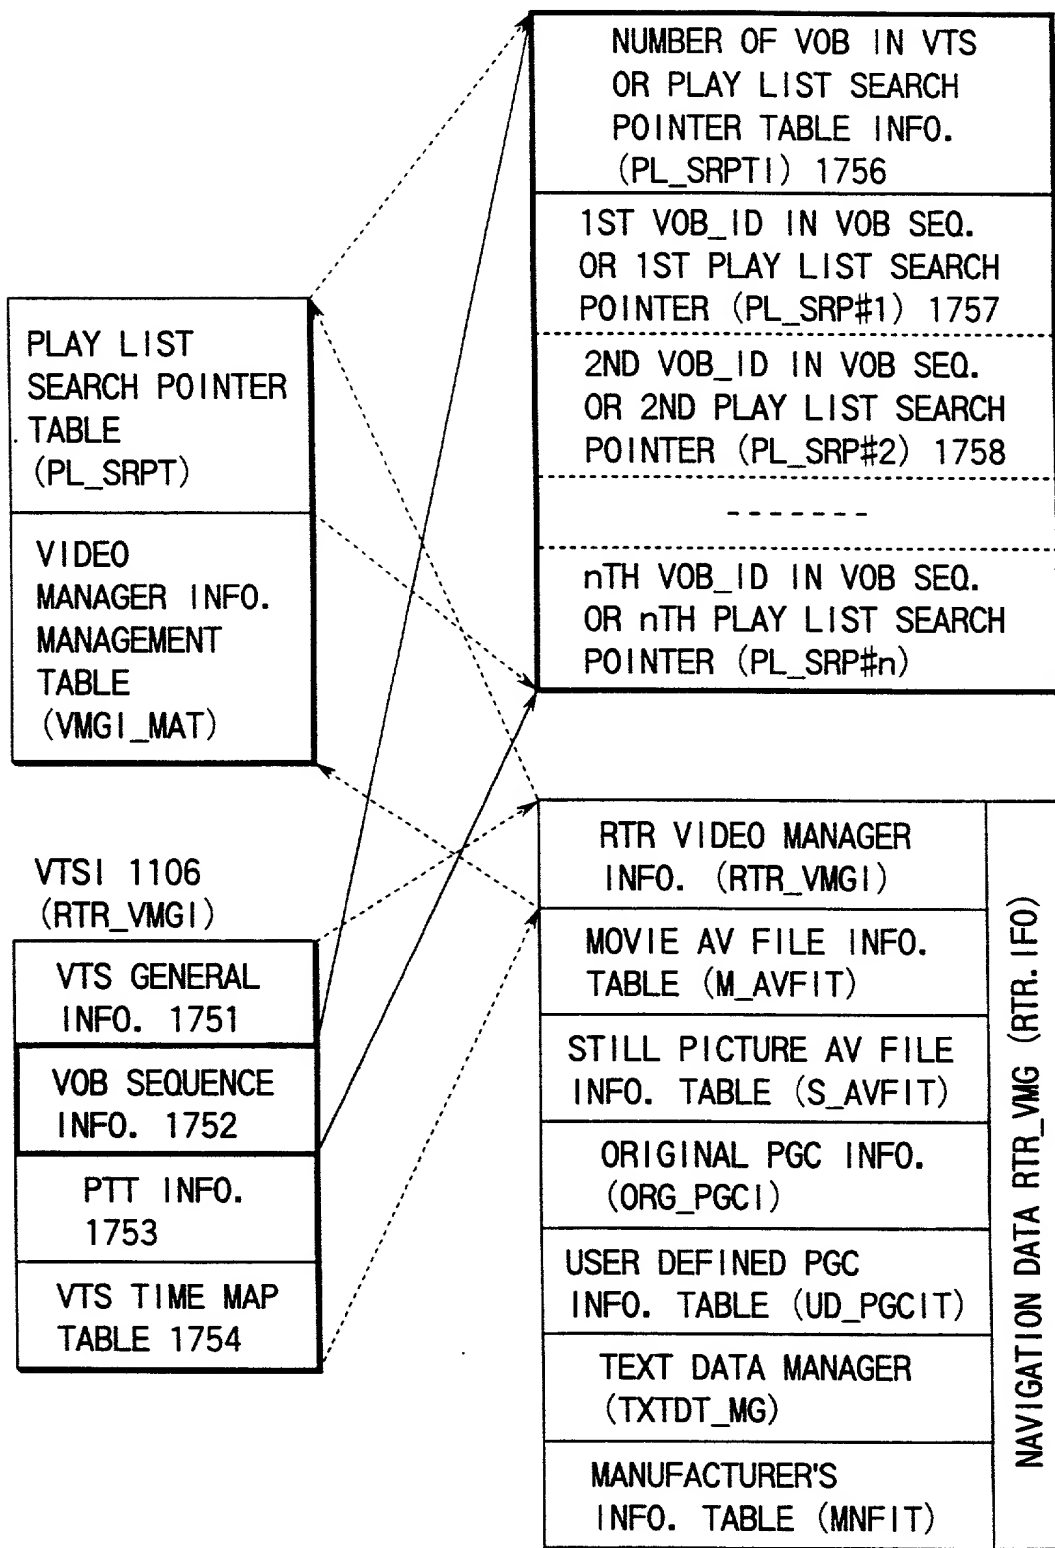 NUMBER OF VOB IN VTS
OR PLAY LIST SEARCH
POINTER TABLE INFO.
(PL_SRPTI) 1756
1ST VOB_ID IN VOB SEQ.
OR 1ST PLAY LIST SEARCH
POINTER (PL_SRP#1) 1757
2ND VOB_ID IN VOB SEQ.
OR 2ND PLAY LIST SEARCH
POINTER (PL_SRP#2) 1758
-------
nTH VOB_ID IN VOB SEQ.
OR nTH PLAY LIST SEARCH
POINTER (PL_SRP#n)
PLAY LIST
SEARCH POINTER
TABLE
(PL_SRPT)
VIDEO
MANAGER INFO.
MANAGEMENT
TABLE
(VMGI_MAT)
VTSI 1106
(RTR_VMGI)
VTS GENERAL
INFO. 1751
VOB SEQUENCE
INFO. 1752
PTT INFO.
1753
VTS TIME MAP
TABLE 1754
RTR VIDEO MANAGER
INFO. (RTR_VMGI)
MOVIE AV FILE INFO.
TABLE (M_AVFIT)
STILL PICTURE AV FILE
INFO. TABLE (S_AVFIT)
ORIGINAL PGC INFO.
(ORG_PGCI)
USER DEFINED PGC
INFO. TABLE (UD_PGCIT)
TEXT DATA MANAGER
(TXTDT_MG)
MANUFACTURER'S
INFO. TABLE (MNFIT)
NAVIGATION DATA RTR_VMG (RTR.IFO)